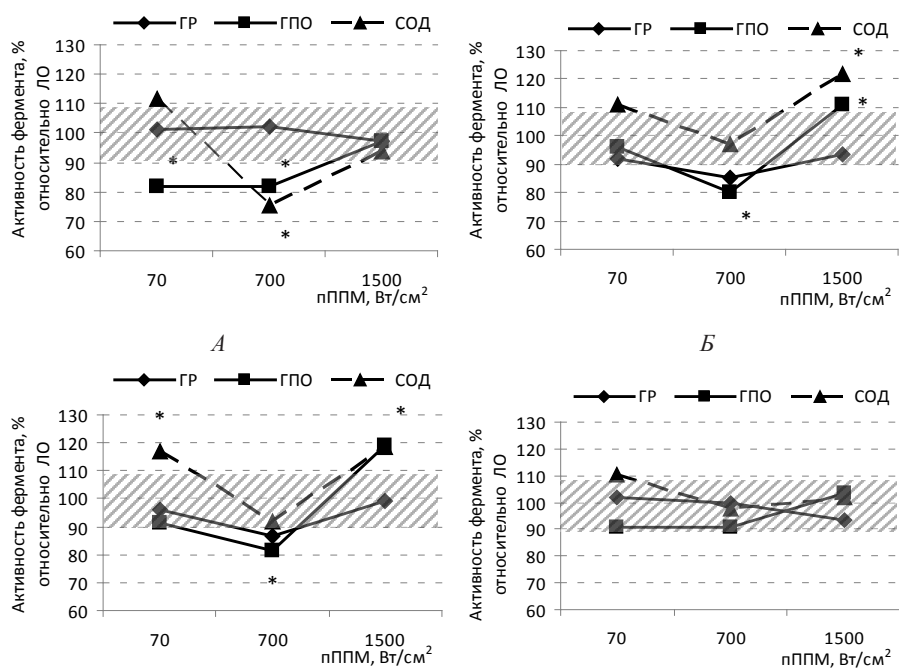 ГР ГПО СОД
Активность фермента, %
относительно ЛО
130
120
110
100
90
80
70
60
*
*
*
70 700 1500
пППМ, Вт/см²
А
ГР ГПО СОД
Активность фермента, %
относительно ЛО
130
120
110
100
90
80
70
60
*
*
*
70 700 1500
пППМ, Вт/см²
Б
ГР ГПО СОД
Активность фермента, %
относительно ЛО
130
120
110
100
90
80
70
60
*
*
*
70 700 1500
пППМ, Вт/см²
ГР ГПО СОД
Активность фермента, %
относительно ЛО
130
120
110
100
90
80
70
60
70 700 1500
пППМ, Вт/см²